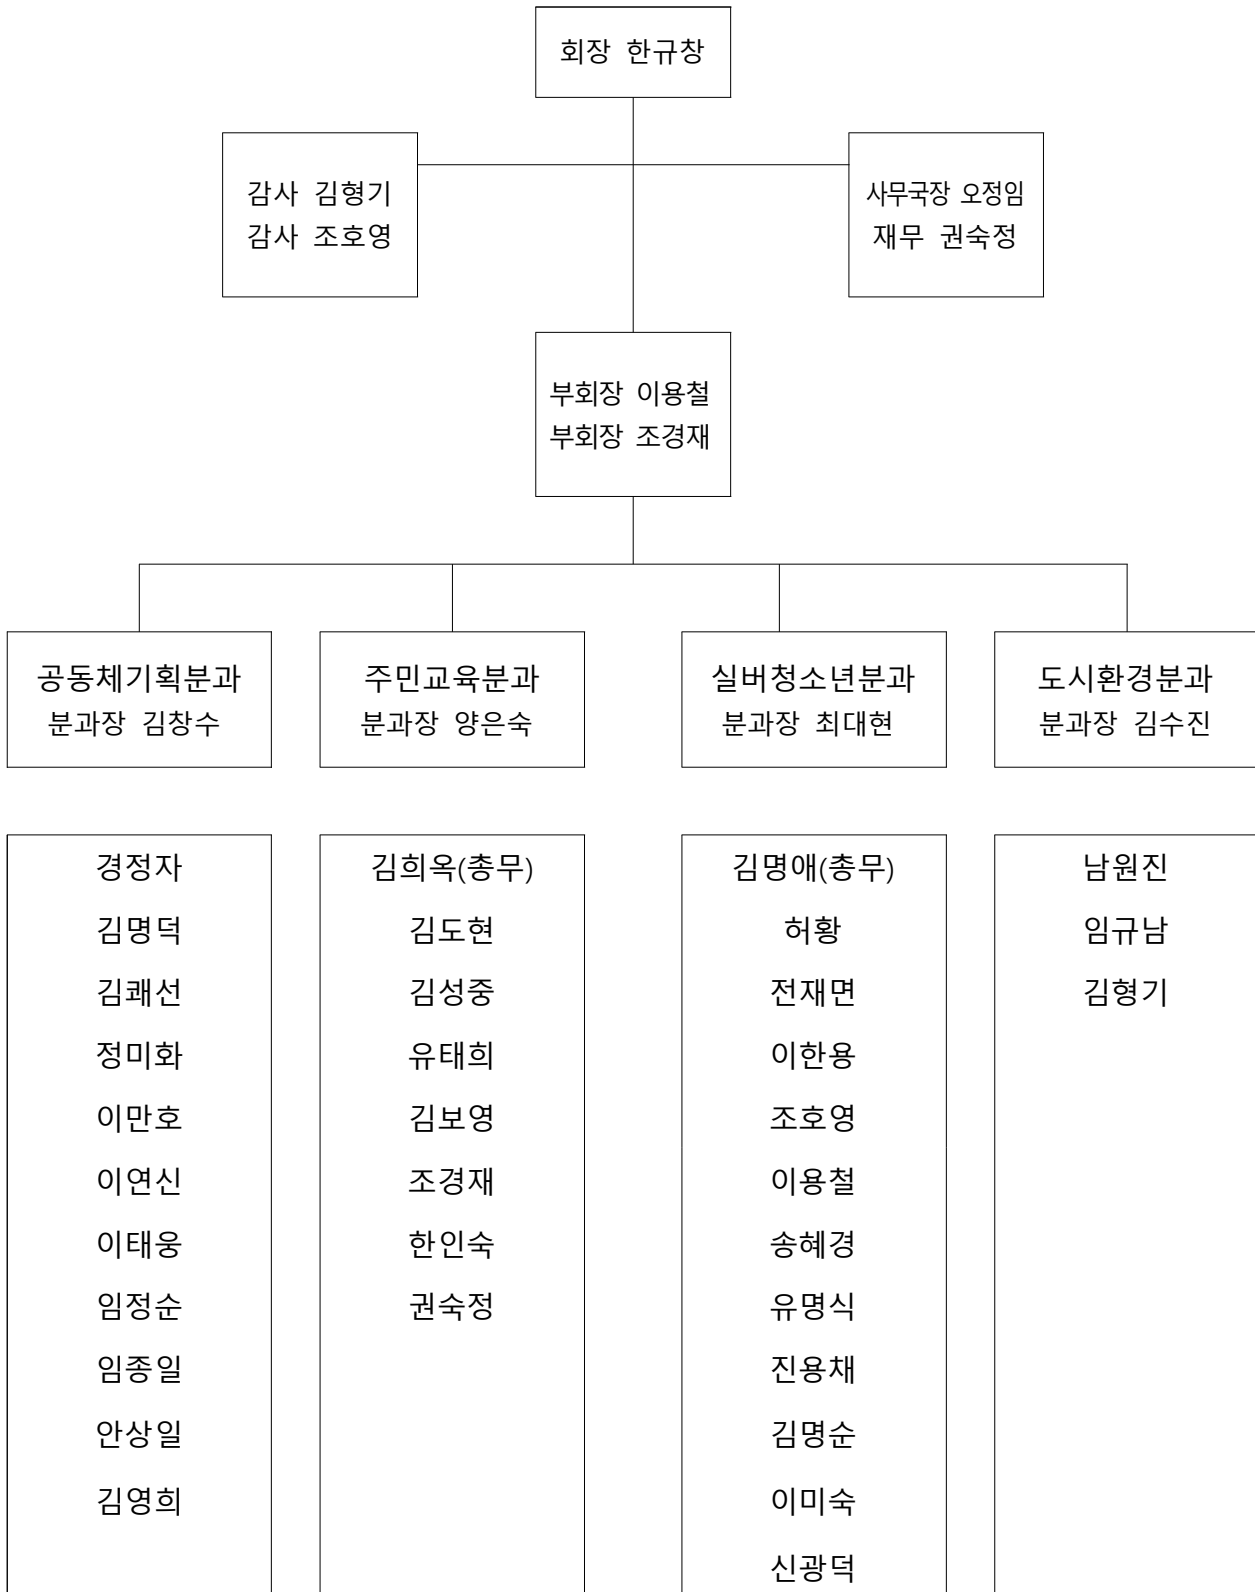 회장 한규창
감사 김형기
감사 조호영
사무국장 오정임
재무 권숙정
부회장 이용철
부회장 조경재
공동체기획분과
분과장 김창수
주민교육분과
분과장 양은숙
실버청소년분과
분과장 최대현
도시환경분과
분과장 김수진
경정자
김명덕
김쾌선
정미화
이만호
이연신
이태웅
임정순
임종일
안상일
김영희
김희옥(총무)
김도현
김성중
유태희
김보영
조경재
한인숙
권숙정
김명애(총무)
허황
전재면
이한용
조호영
이용철
송혜경
유명식
진용채
김명순
이미숙
신광덕
남원진
임규남
김형기